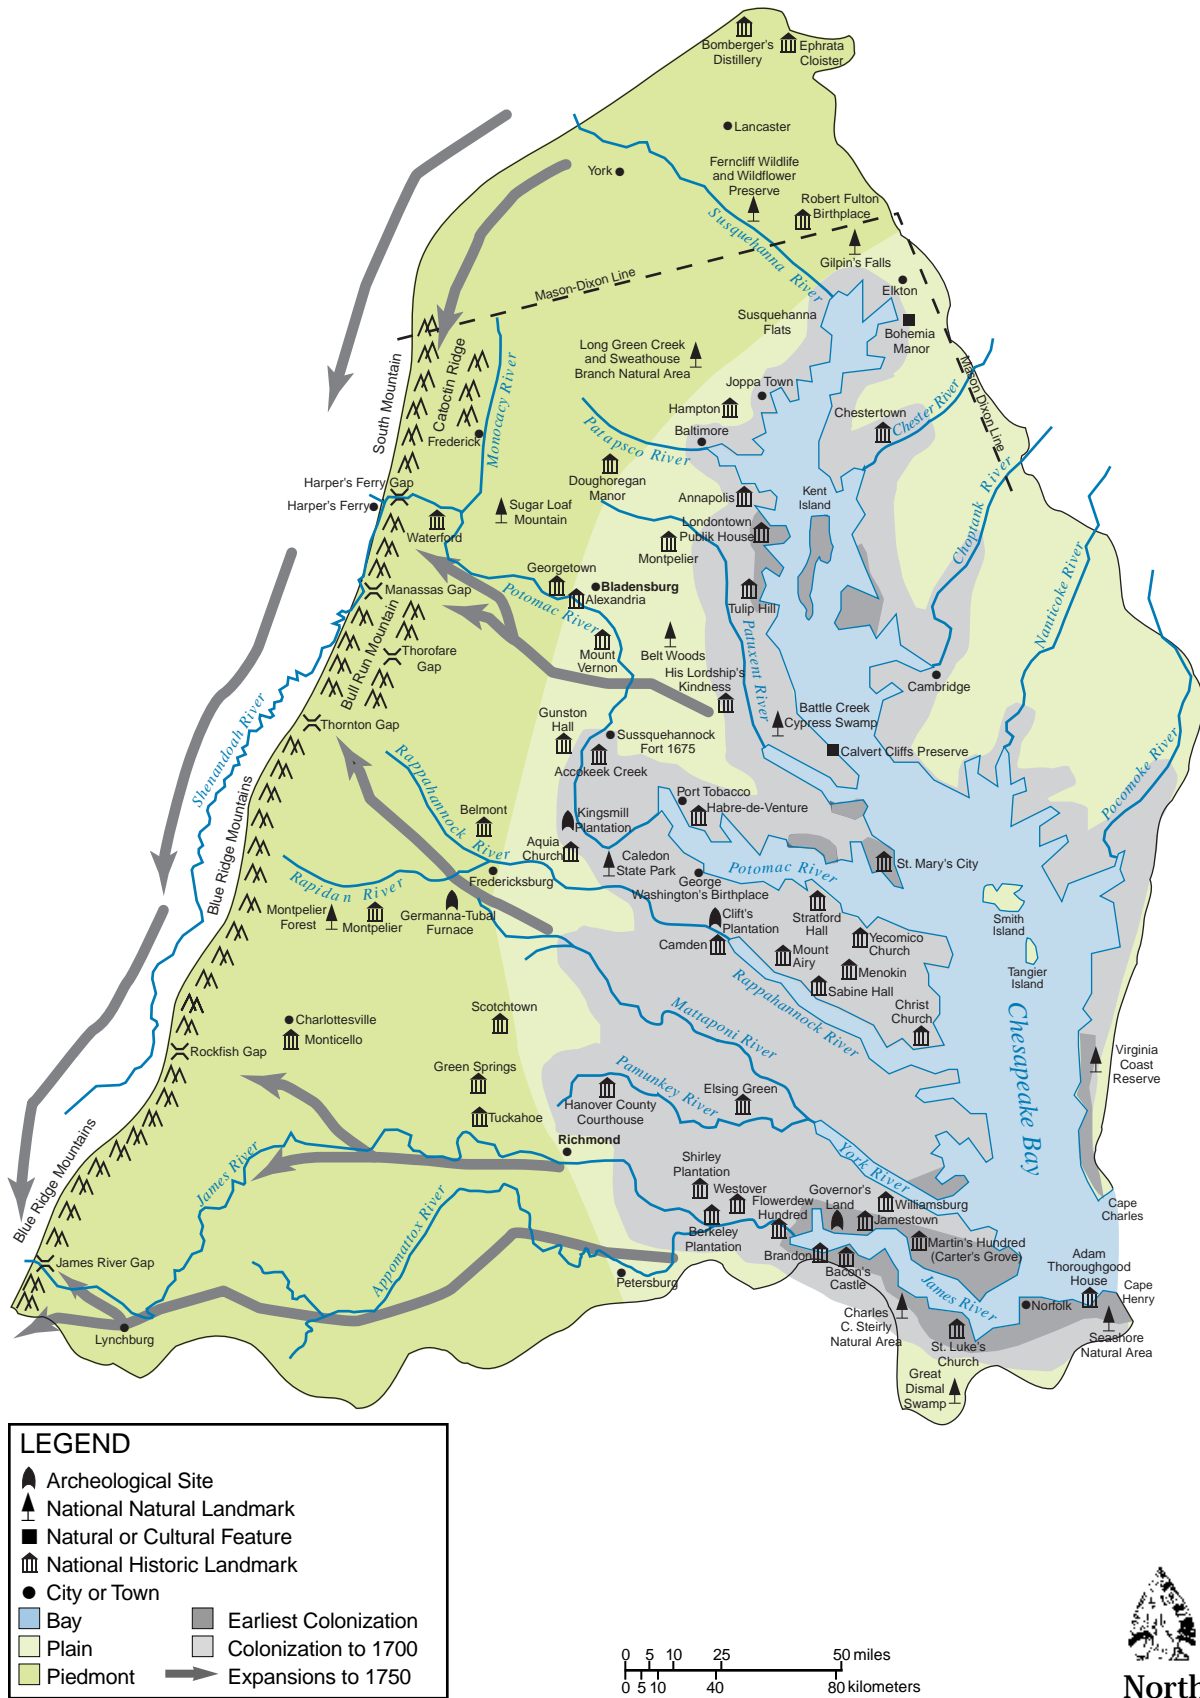 Bomberger's
Distillery
Ephrata
Cloister
Lancaster
York
Ferncliff Wildlife
and Wildflower
Preserve
Robert Fulton
Birthplace
Susquehanna River
Gilpin's Falls
Mason-Dixon Line
Elkton
Susquehanna
Flats
Bohemia
Manor
Mason Dixon Line
South Mountain
Catoctin Ridge
Monocacy River
Long Green Creek
and Sweathouse
Branch Natural Area
Joppa Town
Hampton
Baltimore
Chestertown
Chester River
Frederick
Patapsco River
Doughoregan
Manor
Harper's Ferry Gap
Harper's Ferry
Waterford
Sugar Loaf
Mountain
Annapolis
Kent
Island
Londontown
Publik House
Montpelier
Choptank River
Nanticoke River
Georgetown
Bladensburg
Alexandria
Manassas Gap
Potomac River
Tulip Hill
Mount
Vernon
Belt Woods
Patuxent River
Bull Run Mountain
Thorofare
Gap
His Lordship's
Kindness
Cambridge
Thornton Gap
Shenandoah River
Gunston
Hall
Sussquehannock
Fort 1675
Battle Creek
Cypress Swamp
Calvert Cliffs Preserve
Accokeek Creek
Pocomoke River
Rappahannock River
Port Tobacco
Habre-de-Venture
Belmont
Kingsmill
Plantation
Blue Ridge Mountains
Aquia
Church
Caledon
State Park
St. Mary's City
Potomac River
Fredericksburg
George
Washington's Birthplace
Rapidan River
Montpelier
Forest
Montpelier
Germanna-Tubal
Furnace
Clift's
Plantation
Stratford
Hall
Smith
Island
Camden
Yecomico
Church
Mount
Airy
Menokin
Tangier
Island
Sabine Hall
Rappahannock River
Christ
Church
Scotchtown
Mattaponi River
Charlottesville
Monticello
Chesapeake Bay
Rockfish Gap
Virginia
Coast
Reserve
Green Springs
Pamunkey River
Hanover County
Courthouse
Elsing Green
Tuckahoe
Richmond
Blue Ridge Mountains
James River
Shirley
Plantation
York River
Westover
Governor's
Land
Flowerdew
Hundred
Williamsburg
Jamestown
Cape
Charles
Appomattox River
Berkeley
Plantation
Brandon
Martin's Hundred
(Carter's Grove)
James River Gap
Bacon's
Castle
Adam
Thoroughgood
House
Cape
Henry
Petersburg
James River
Norfolk
Charles
C. Steirly
Natural Area
Lynchburg
St. Luke's
Church
Seashore
Natural Area
Great
Dismal
Swamp
LEGEND
Archeological Site
National Natural Landmark
Natural or Cultural Feature
National Historic Landmark
City or Town
Bay
Earliest Colonization
Plain
Colonization to 1700
Piedmont
Expansions to 1750
0 5 10 25 50 miles
0 5 10 40 80 kilometers
North